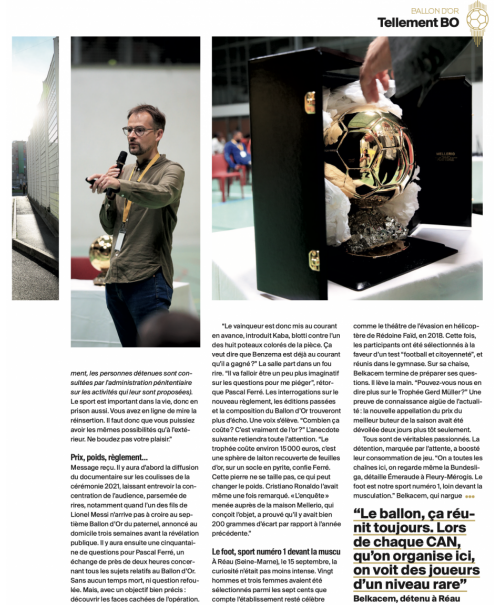 BALLON D'OR
Tellement BO
ment, les personnes détenues sont con-
sultées par l'administration pénitentiaire
sur les activités qui leur sont proposées).
Le sport est important dans la vie, donc, en
prison aussi. Vous avez en ligne de mire la
réinsertion. Il faut donc que vous puissiez
avoir les mêmes possibilités qu'à l'exté-
rieur. Ne boudez pas votre plaisir."
Prix, poids, règlement...
Message reçu. Il y aura d'abord la diffusion
du documentaire sur les coulisses de la
cérémonie 2021, laissant entrevoir la con-
centration de l'audience, parsemée de
rires, notamment quand l'un des fils de
Lionel Messi n'arrive pas à croire au sep-
tième Ballon d'Or du paternel, annoncé au
domicile trois semaines avant la révélation
publique. Il y aura ensuite une cinquantai-
ne de questions pour Pascal Ferré, un
échange de près de deux heures concer-
nant tous les sujets relatifs au Ballon d'Or.
Sans aucun temps mort, ni question refou-
lée. Mais, avec un objectif bien précis :
découvrir les faces cachées de l'opération.
"Le vainqueur est donc mis au courant
en avance, introduit Kaba, blotti contre l'un
des huit poteaux colorés de la pièce. Ça
veut dire que Benzema est déjà au courant
qu'il a gagné ?" La salle part dans un fou
rire. "Il va falloir être un peu plus imaginatif
sur les questions pour me piéger", rétor-
que Pascal Ferré. Les interrogations sur le
nouveau règlement, les éditions passées
et la composition du Ballon d'Or trouveront
plus d'écho. Une voix s'élève. "Combien ça
coûte ? C'est vraiment de l'or ?" L'anecdote
suivante retiendra toute l'attention. "Le
trophée coûte environ 15 000 euros, c'est
une sphère de laiton recouverte de feuilles
d'or, sur un socle en pyrite, confie Ferré.
Cette pierre ne se taille pas, ce qui peut
changer le poids. Cristiano Ronaldo l'avait
même une fois remarqué. «L'enquête»
menée auprès de la maison Mellerio, qui
conçoit l'objet, a prouvé qu'il y avait bien
200 grammes d'écart par rapport à l'année
précédente."
Le foot, sport numéro 1 devant la muscu
À Réau (Seine-Marne), le 15 septembre, la
curiosité n'était pas moins intense. Vingt
hommes et trois femmes avaient été
sélectionnés parmi les sept cents que
compte l'établissement resté célèbre
comme le théâtre de l'évasion en hélicop-
tère de Rédoine Faïd, en 2018. Cette fois,
les participants ont été sélectionnés à la
faveur d'un test "football et citoyenneté", et
réunis dans le gymnase. Sur sa chaise,
Belkacem termine de préparer ses ques-
tions. Il lève la main. "Pouvez-vous nous en
dire plus sur le Trophée Gerd Müller ?" Une
preuve de connaissance aiguë de l'actuali-
té : la nouvelle appellation du prix du
meilleur buteur de la saison avait été
dévoilée deux jours plus tôt seulement.
Tous sont de véritables passionnés. La
détention, marquée par l'attente, a boosté
leur consommation de jeu. "On a toutes les
chaînes ici, on regarde même la Bundesli-
ga, détaille Émeraude à Fleury-Mérogis. Le
foot est notre sport numéro 1, loin devant la
musculation." Belkacem, qui nargue
"Le ballon, ça réu-
nit toujours. Lors
de chaque CAN,
qu'on organise ici,
on voit des joueurs
d'un niveau rare"
Belkacem, détenu à Réau